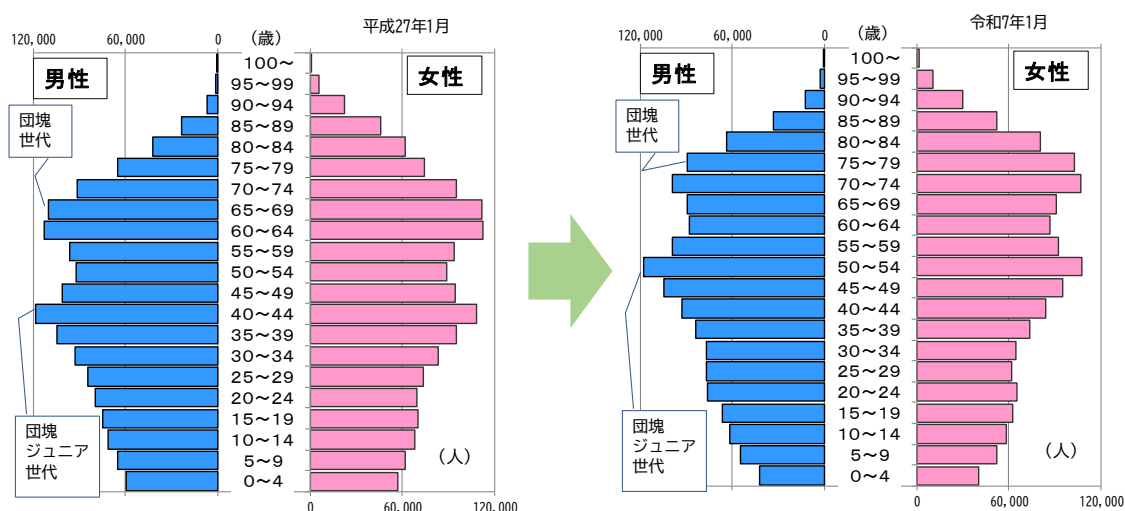 平成27年1月
120,000 60,000 0 (歳) 0 60,000 120,000
男性
女性
団塊
世代
100～
95～99
90～94
85～89
80～84
75～79
70～74
65～69
60～64
55～59
50～54
45～49
40～44
35～39
30～34
25～29
20～24
15～19
10～14
5～9
0～4
団塊
ジュニア
世代
(人)
令和7年1月
120,000 60,000 0 (歳) 0 60,000 120,000
男性
女性
団塊
世代
100～
95～99
90～94
85～89
80～84
75～79
70～74
65～69
60～64
55～59
50～54
45～49
40～44
35～39
30～34
25～29
20～24
15～19
10～14
5～9
0～4
団塊
ジュニア
世代
(人)